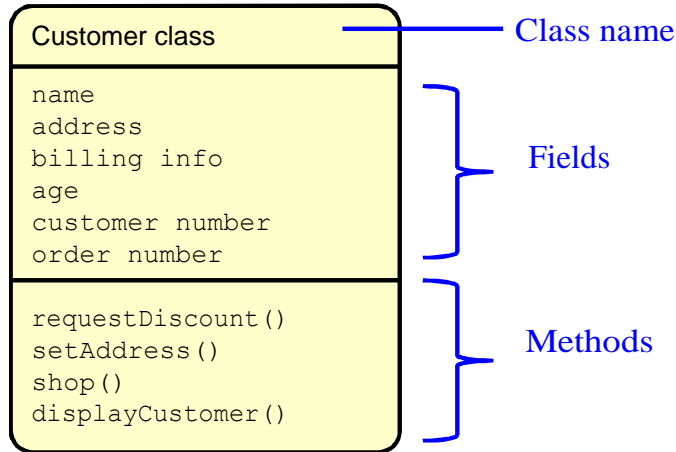 Customer class
Class name
name
address
billing info
age
customer number
order number
Fields
requestDiscount()
setAddress()
shop()
displayCustomer()
Methods